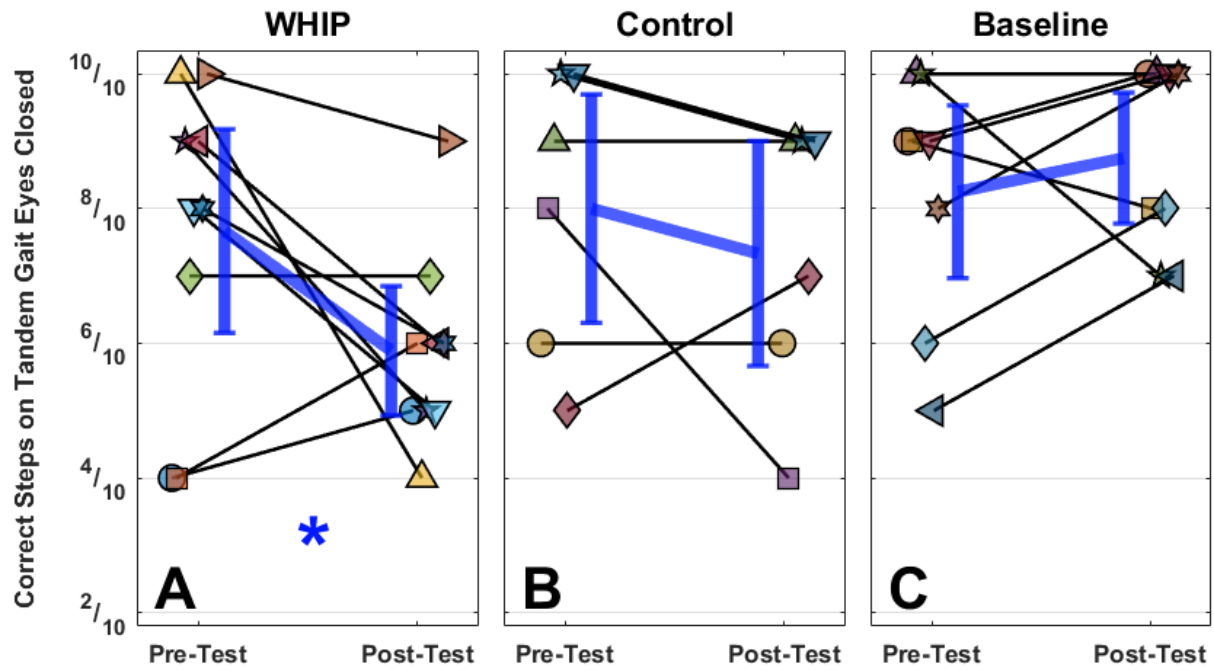 WHIP Control Baseline
Correct Steps on Tandem Gait Eyes Closed
10/10
8/10
6/10
4/10
2/10
*
A B C
Pre-Test Post-Test Pre-Test Post-Test Pre-Test Post-Test